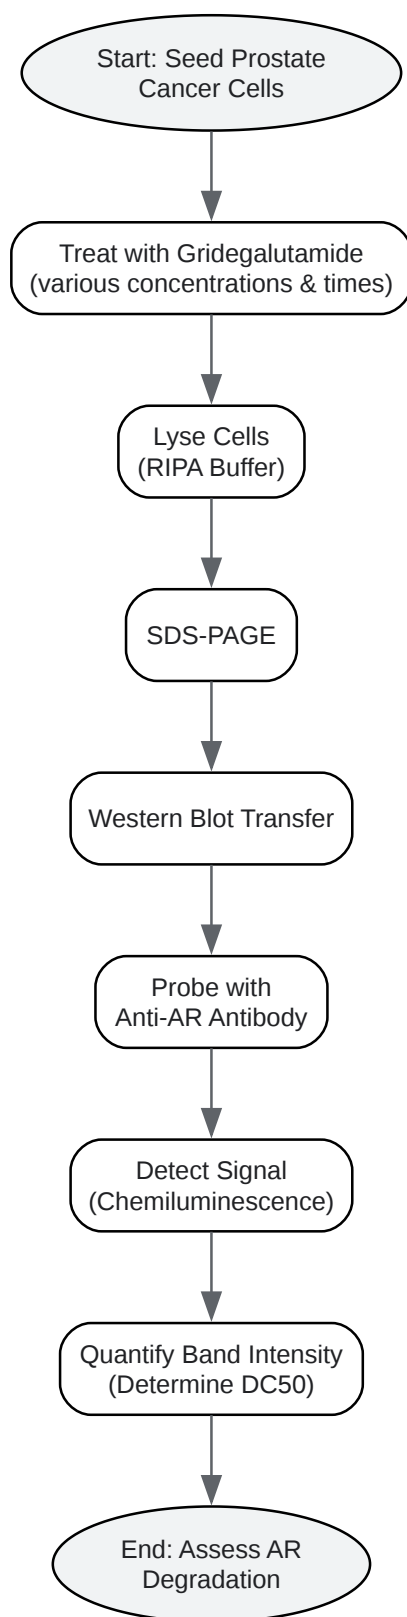 Start: Seed Prostate
Cancer Cells
Treat with Gridegalutamide
(various concentrations & times)
Lyse Cells
(RIPA Buffer)
SDS-PAGE
Western Blot Transfer
Probe with
Anti-AR Antibody
Detect Signal
(Chemiluminescence)
Quantify Band Intensity
(Determine DC50)
End: Assess AR
Degradation